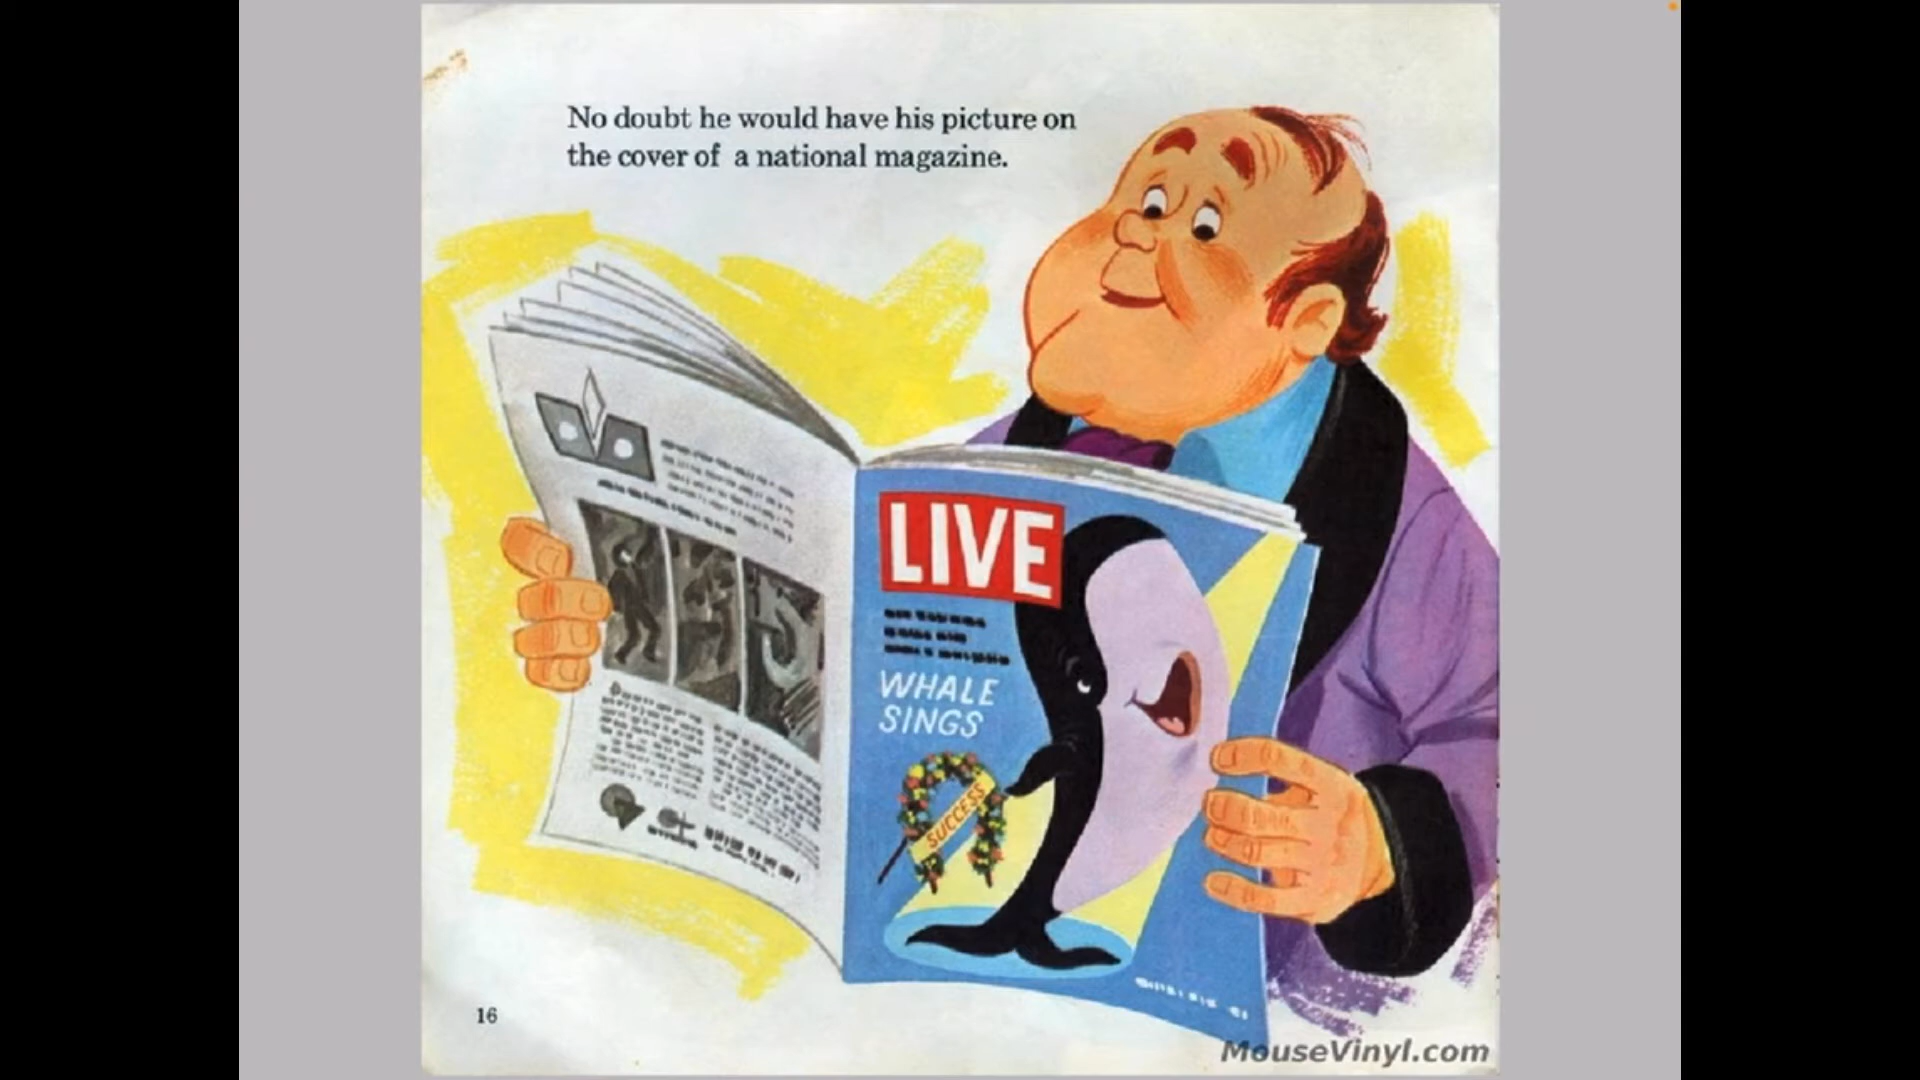 No doubt he would have his picture on
the cover of a national magazine.
LIVE
WHALE
SINGS
SUCCESS
16
MouseVinyl.com